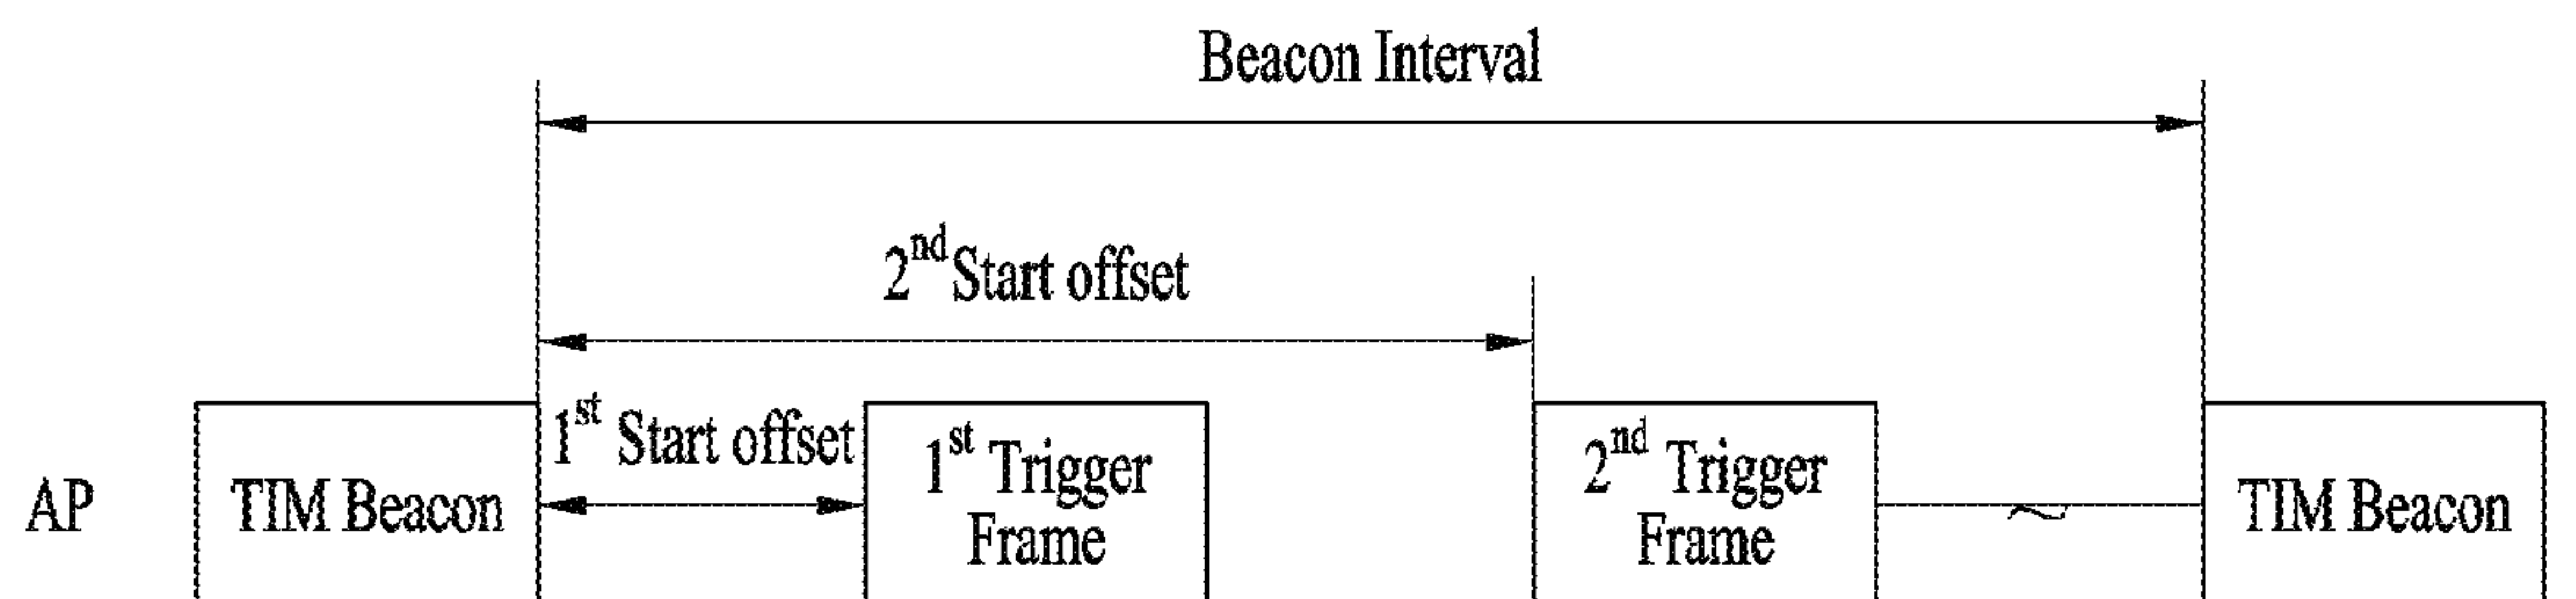 Beacon Interval
2nd Start offset
1st Start offset
AP
TIM Beacon
1st Trigger
Frame
2nd Trigger
Frame
TIM Beacon